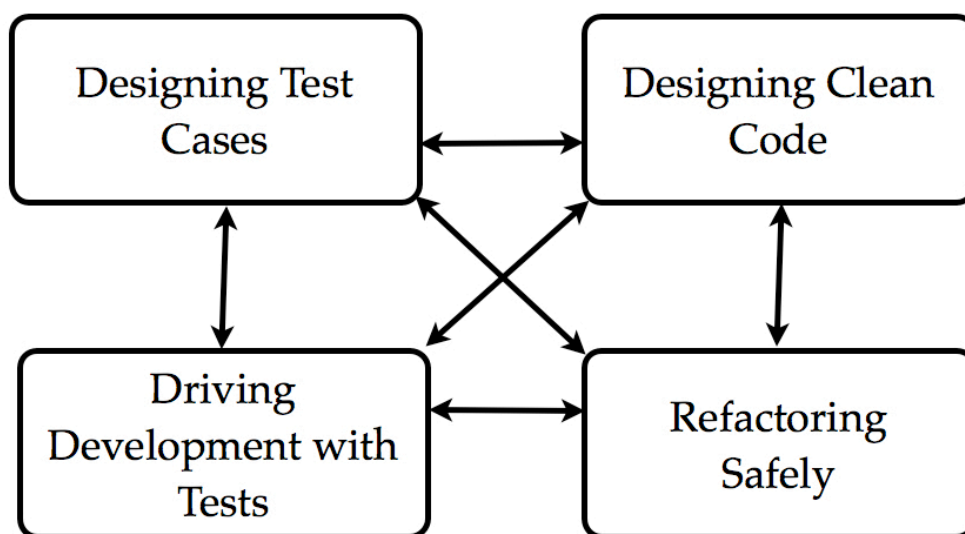 Designing Test
Cases
Designing Clean
Code
Driving
Development with
Tests
Refactoring
Safely